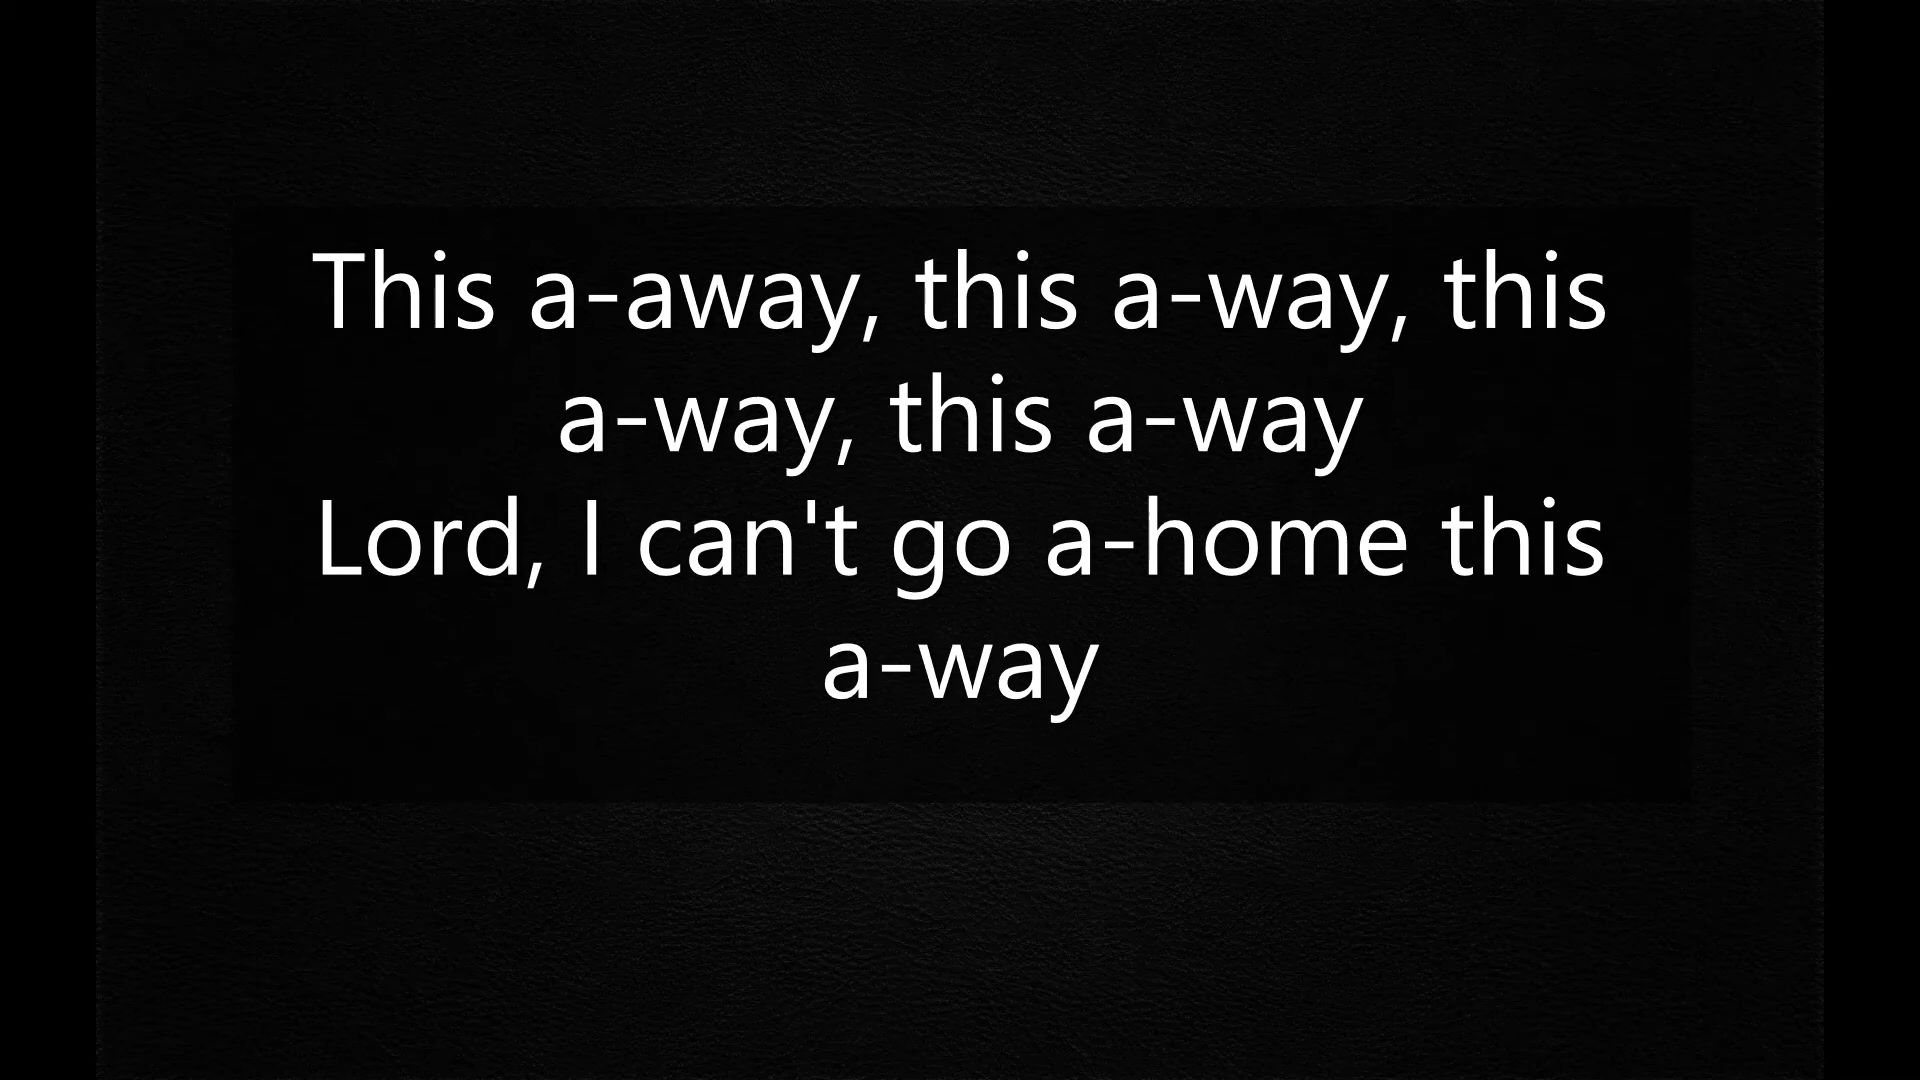 This a-away, this a-way, this
a-way, this a-way
Lord, I can't go a-home this
a-way